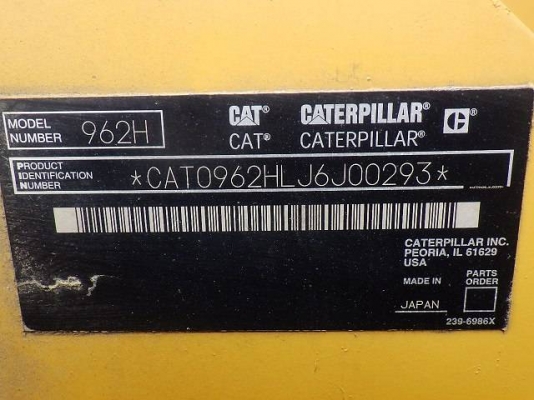 MODEL NUMBER 962H
CAT® CATERPILLAR®
CAT® CATERPILLAR®
PRODUCT IDENTIFICATION NUMBER *CAT0962HLJ6J00293*
CATERPILLAR INC.
PEORIA, IL 61629
USA
MADE IN PARTS ORDER
JAPAN
239-6986X